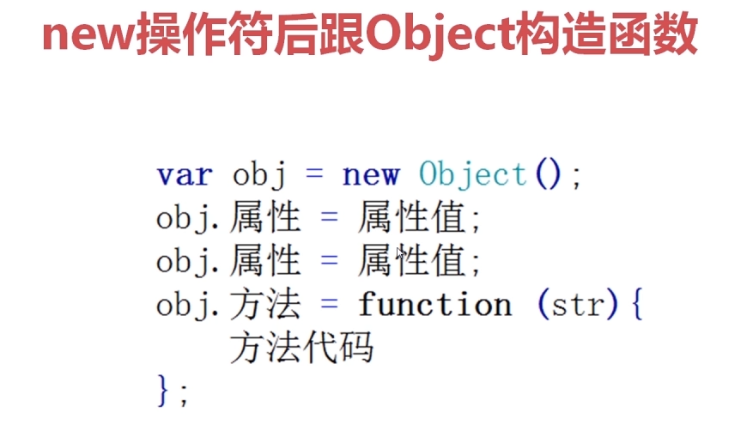 new操作符后跟Object构造函数
var obj = new Object();
obj.属性 = 属性值;
obj.属性 = 属性值;
obj.方法 = function (str){
    方法代码
};